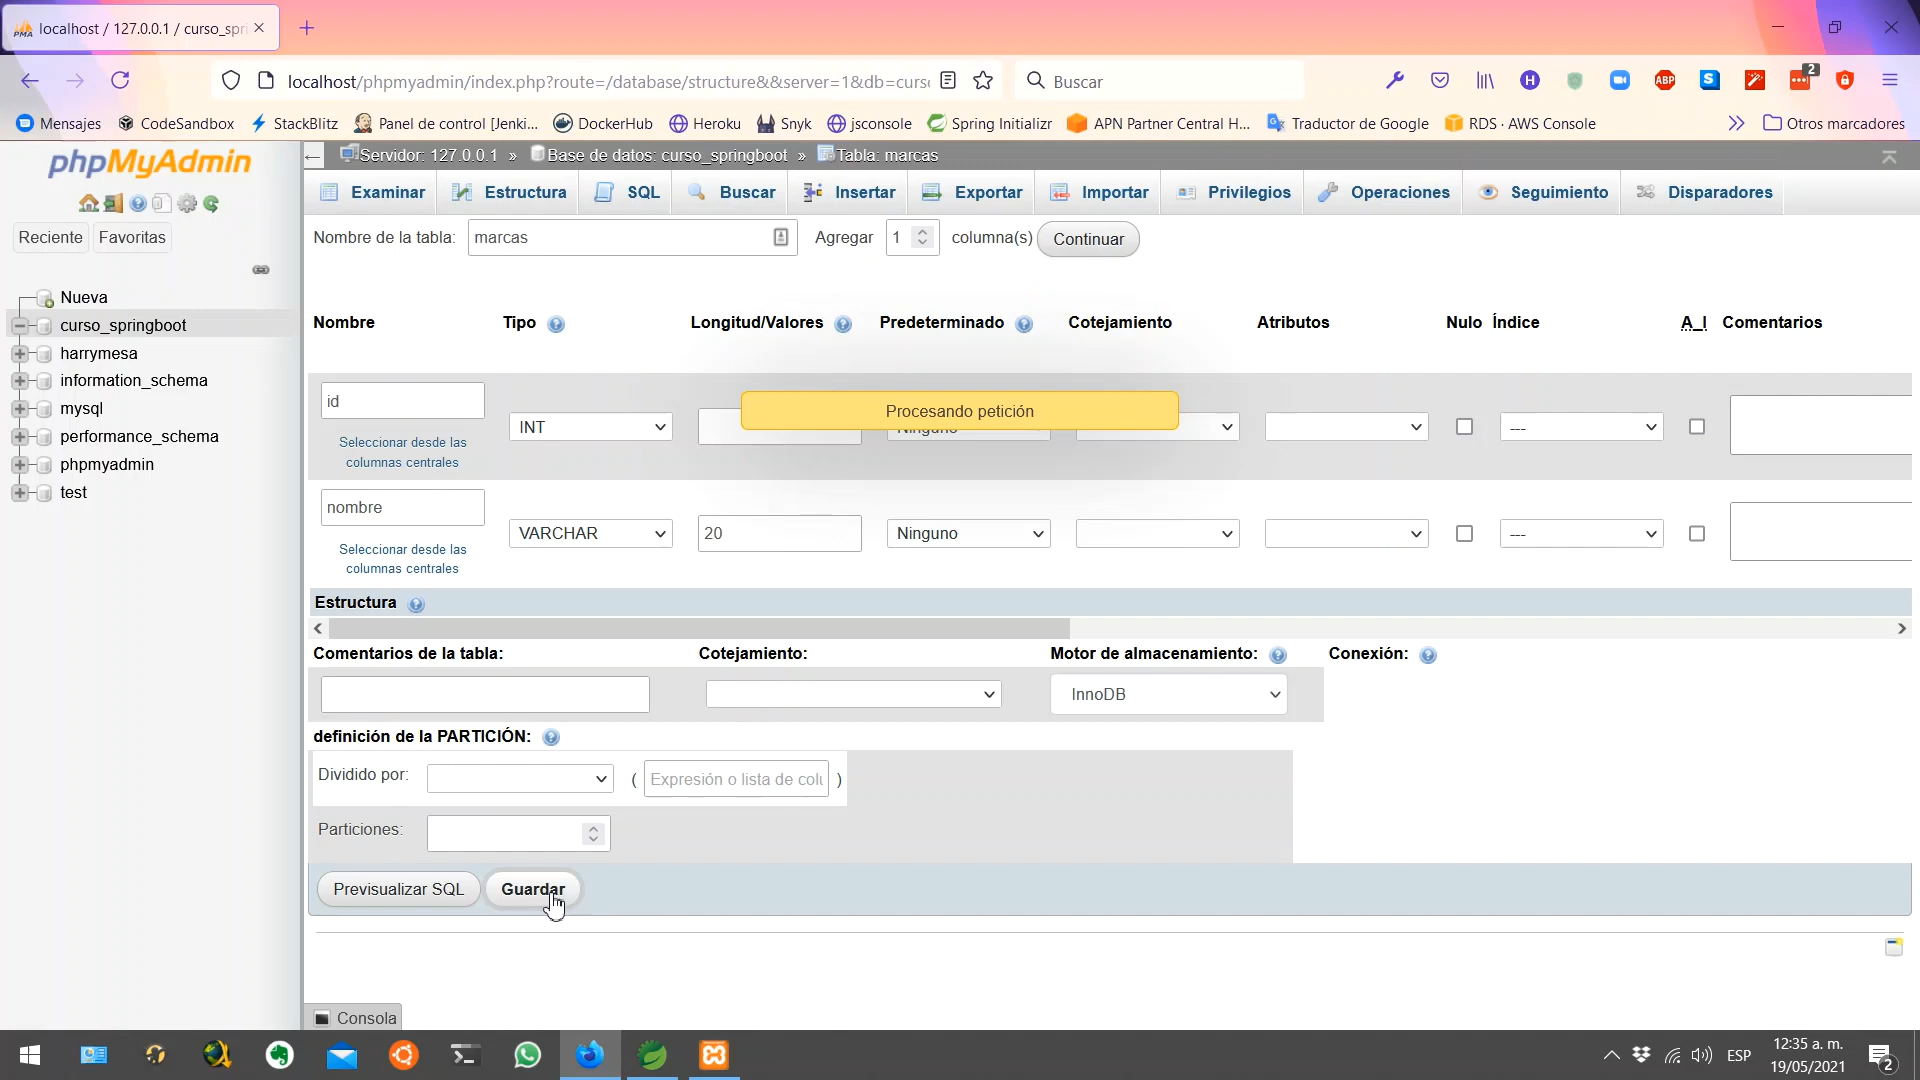 localhost / 127.0.0.1 / curso_spri
localhost/phpmyadmin/index.php?route=/database/structure&&server=1&db=curs
Buscar
ABP
2
Mensajes
CodeSandbox
StackBlitz
Panel de control [Jenki...
DockerHub
Heroku
Snyk
jsconsole
Spring Initializr
APN Partner Central H...
Traductor de Google
RDS · AWS Console
Otros marcadores
phpMyAdmin
Reciente
Favoritas
Nueva
curso_springboot
harrymesa
information_schema
mysql
performance_schema
phpmyadmin
test
Servidor: 127.0.0.1 » Base de datos: curso_springboot » Tabla: marcas
Examinar
Estructura
SQL
Buscar
Insertar
Exportar
Importar
Privilegios
Operaciones
Seguimiento
Disparadores
Nombre de la tabla: marcas Agregar 1 columna(s) Continuar
Nombre Tipo Longitud/Valores Predeterminado Cotejamiento Atributos Nulo Índice A_I Comentarios
Procesando petición
id
INT
Ninguno
---
Seleccionar desde las
columnas centrales
nombre
VARCHAR
20
Ninguno
---
Seleccionar desde las
columnas centrales
Estructura
Comentarios de la tabla: Cotejamiento: Motor de almacenamiento: Conexión:
InnoDB
definición de la PARTICIÓN:
Dividido por: ( Expresión o lista de colu )
Particiones:
Previsualizar SQL
Guardar
Consola
ESP
12:35 a. m.
19/05/2021
2